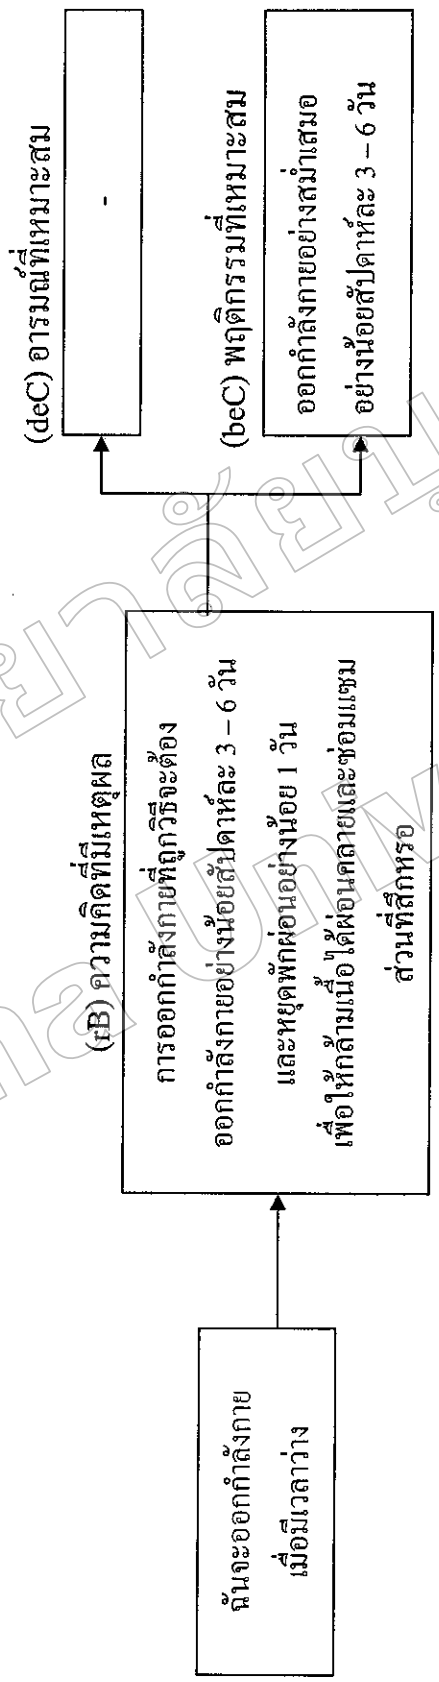 ฉันจะออกกำลังกาย
เมื่อมีเวลาว่าง
(rB) ความคิดที่มีเหตุผล
การออกกำลังกายที่ถูกวิธีจะต้อง
ออกกำลังกายอย่างน้อยสัปดาห์ละ 3 – 6 วัน
และหยุดพักผ่อนอย่างน้อย 1 วัน
เพื่อให้กล้ามเนื้อได้ผ่อนคลายและซ่อมแซม
ส่วนที่สึกหรอ
(deC) อารมณ์ที่เหมาะสม
-
(beC) พฤติกรรมที่เหมาะสม
ออกกำลังกายอย่างสม่ำเสมอ
อย่างน้อยสัปดาห์ละ 3 – 6 วัน